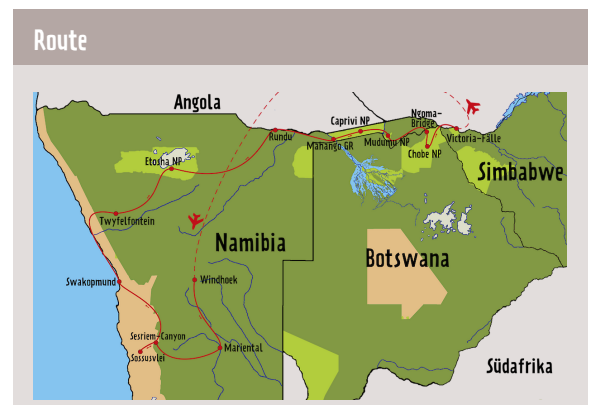 Route
Angola
Ngoma-
Bridge
Caprivi NP
Rundu
Mahango GR
Mudumu NP
Victoria-Fälle
Chobe NP
Etosha NP
Simbabwe
Twyfelfontein
Namibia
Botswana
Swakopmund
Windhoek
Sesriem-Canyon
Mariental
Sossusvlei
Südafrika